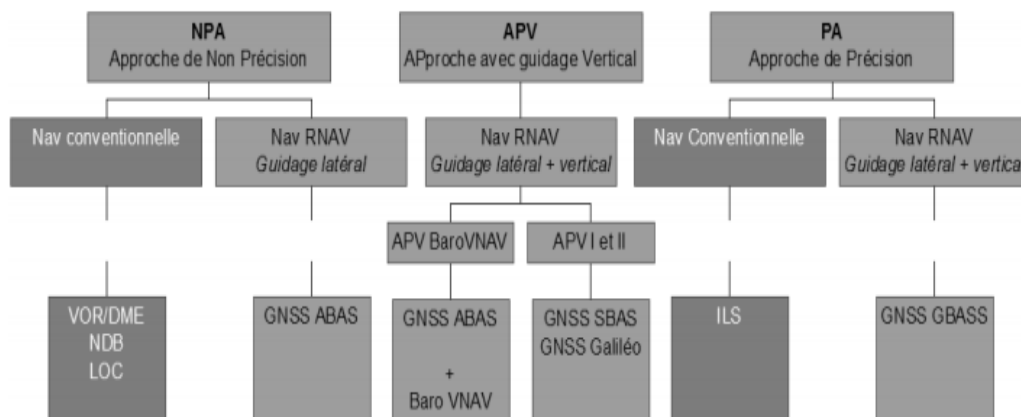 NPA
Approche de Non Précision
APV
APproche avec guidage Vertical
PA
Approche de Précision
Nav conventionnelle
Nav RNAV
Guidage latéral
Nav RNAV
Guidage latéral + vertical
Nav Conventionnelle
Nav RNAV
Guidage latéral + vertical
APV BaroVNAV
APV I et II
VOR/DME
NDB
LOC
GNSS ABAS
GNSS ABAS
+
Baro VNAV
GNSS SBAS
GNSS Galiléo
ILS
GNSS GBASS